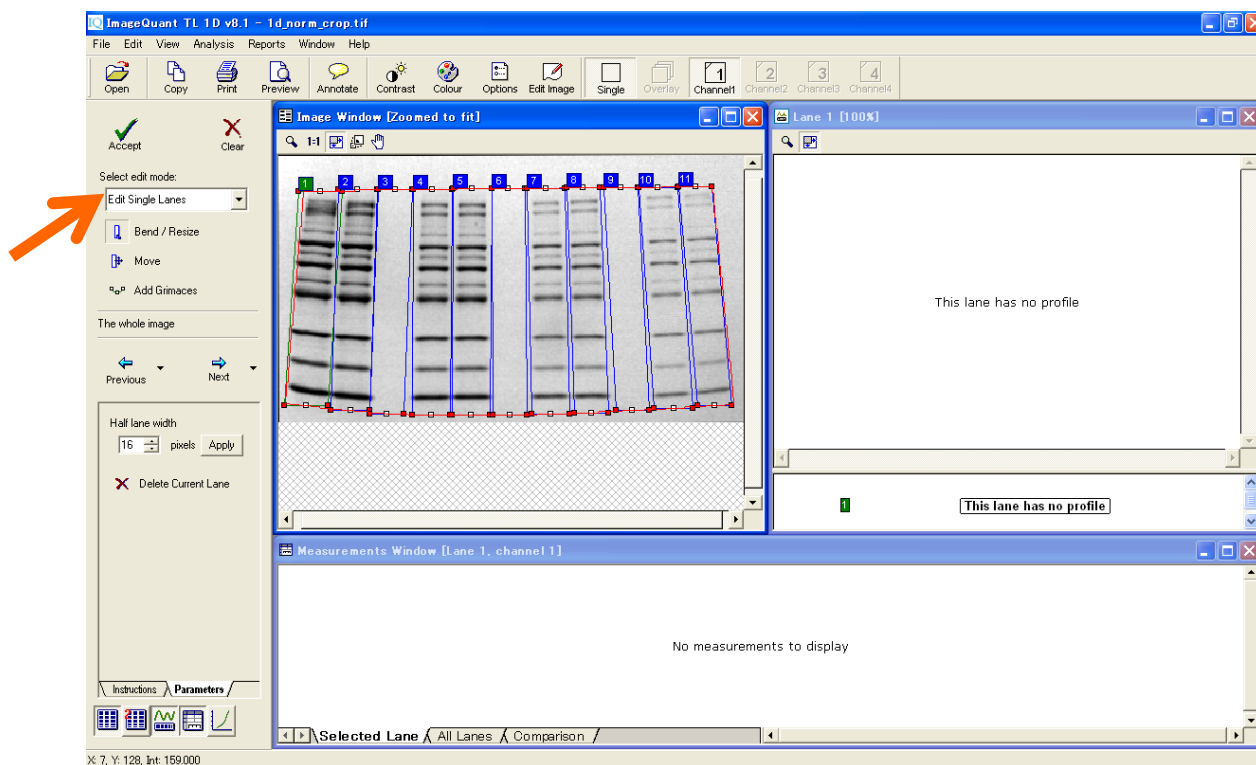 ImageQuant TL 1D v8.1 - 1d_norm_crop.tif
File Edit View Analysis Reports Window Help
Open Copy Print Preview Annotate Contrast Colour Options Edit Image Single Overlay Channel1 Channel2 Channel3 Channel4
1 2 3 4
Image Window [Zoomed to fit]
Lane 1 [100%]
Accept Clear
1:1
Select edit mode:
Edit Single Lanes
1 2 3 4 5 6 7 8 9 10 11
Bend / Resize
Move
Add Grimaces
This lane has no profile
The whole image
Previous Next
Half lane width
16 pixels Apply
Delete Current Lane
1 This lane has no profile
Measurements Window [Lane 1, channel 1]
No measurements to display
Instructions Parameters
Selected Lane All Lanes Comparison
X: 7, Y: 128, Int: 159.000